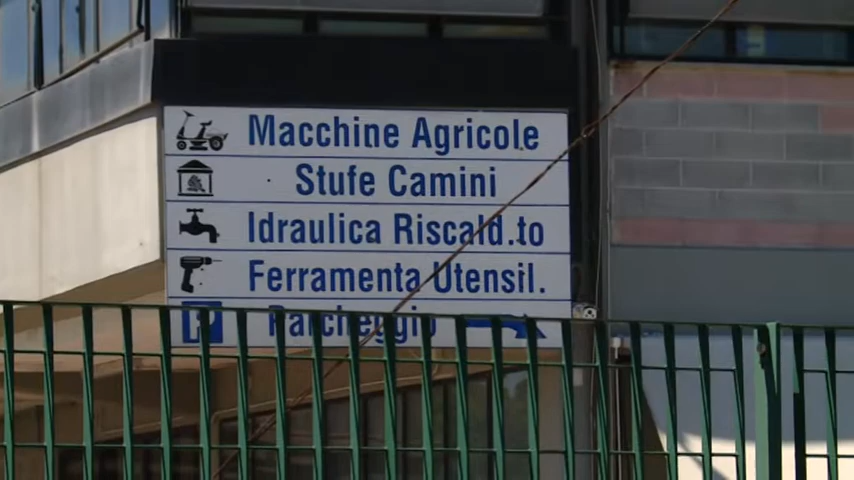 Macchine Agricole
Stufe Camini
Idraulica Riscald.to
Ferramenta Utensil.
P Parcheggio